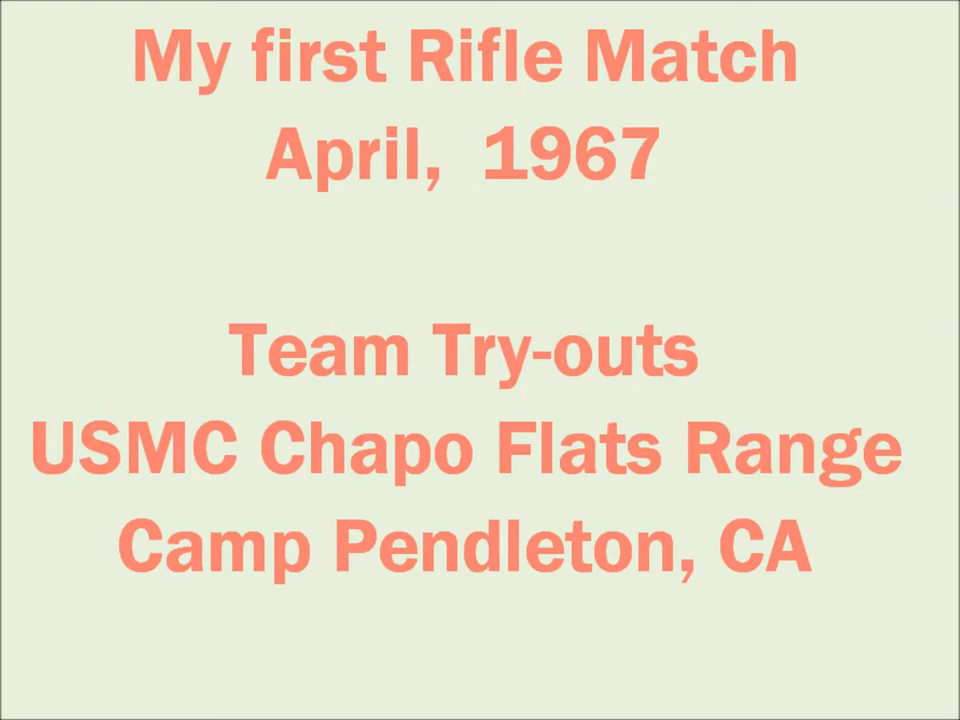 My first Rifle Match
April,  1967
Team Try-outs
USMC Chapo Flats Range
Camp Pendleton, CA